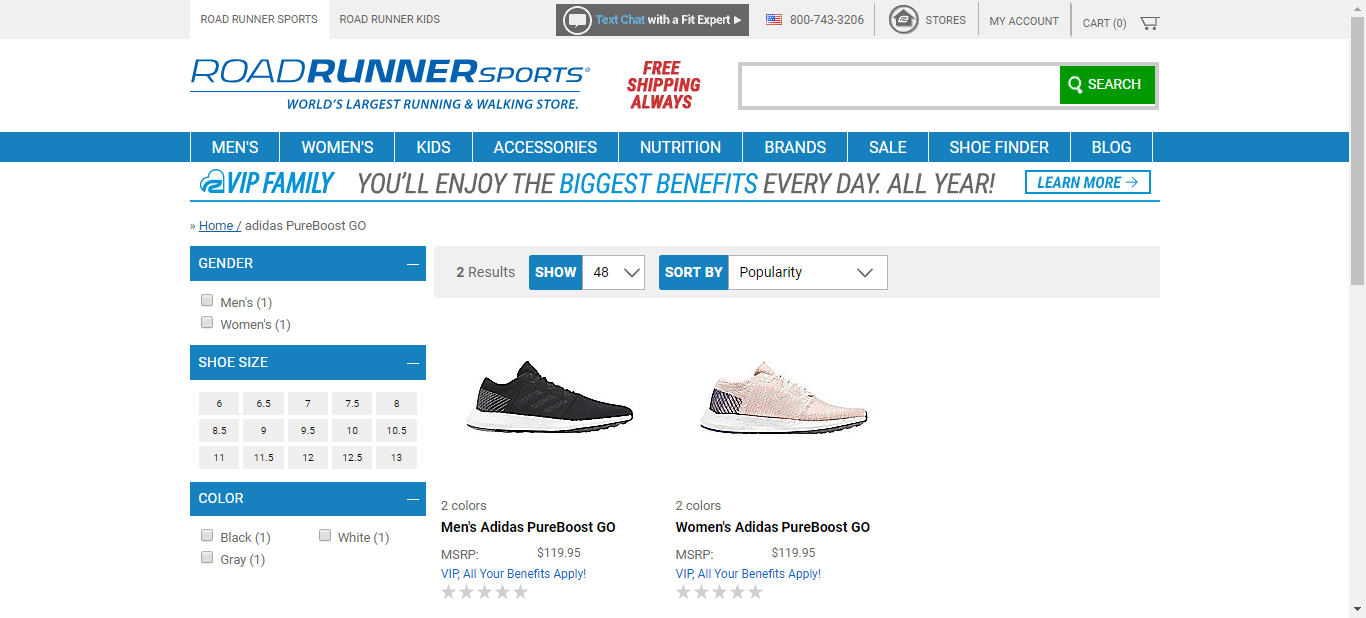 ROAD RUNNER SPORTS
ROAD RUNNER KIDS
Text Chat with a Fit Expert
800-743-3206
STORES
MY ACCOUNT
CART (0)
ROADRUNNERSPORTS
WORLD'S LARGEST RUNNING & WALKING STORE.
FREE
SHIPPING
ALWAYS
SEARCH
MEN'S
WOMEN'S
KIDS
ACCESSORIES
NUTRITION
BRANDS
SALE
SHOE FINDER
BLOG
VIP FAMILY YOU'LL ENJOY THE BIGGEST BENEFITS EVERY DAY. ALL YEAR! LEARN MORE →
» Home / adidas PureBoost GO
GENDER
Men's (1)
Women's (1)
SHOE SIZE
6 6.5 7 7.5 8
8.5 9 9.5 10 10.5
11 11.5 12 12.5 13
COLOR
Black (1) White (1)
Gray (1)
2 Results SHOW 48 SORT BY Popularity
2 colors
Men's Adidas PureBoost GO
MSRP: $119.95
VIP, All Your Benefits Apply!
2 colors
Women's Adidas PureBoost GO
MSRP: $119.95
VIP, All Your Benefits Apply!